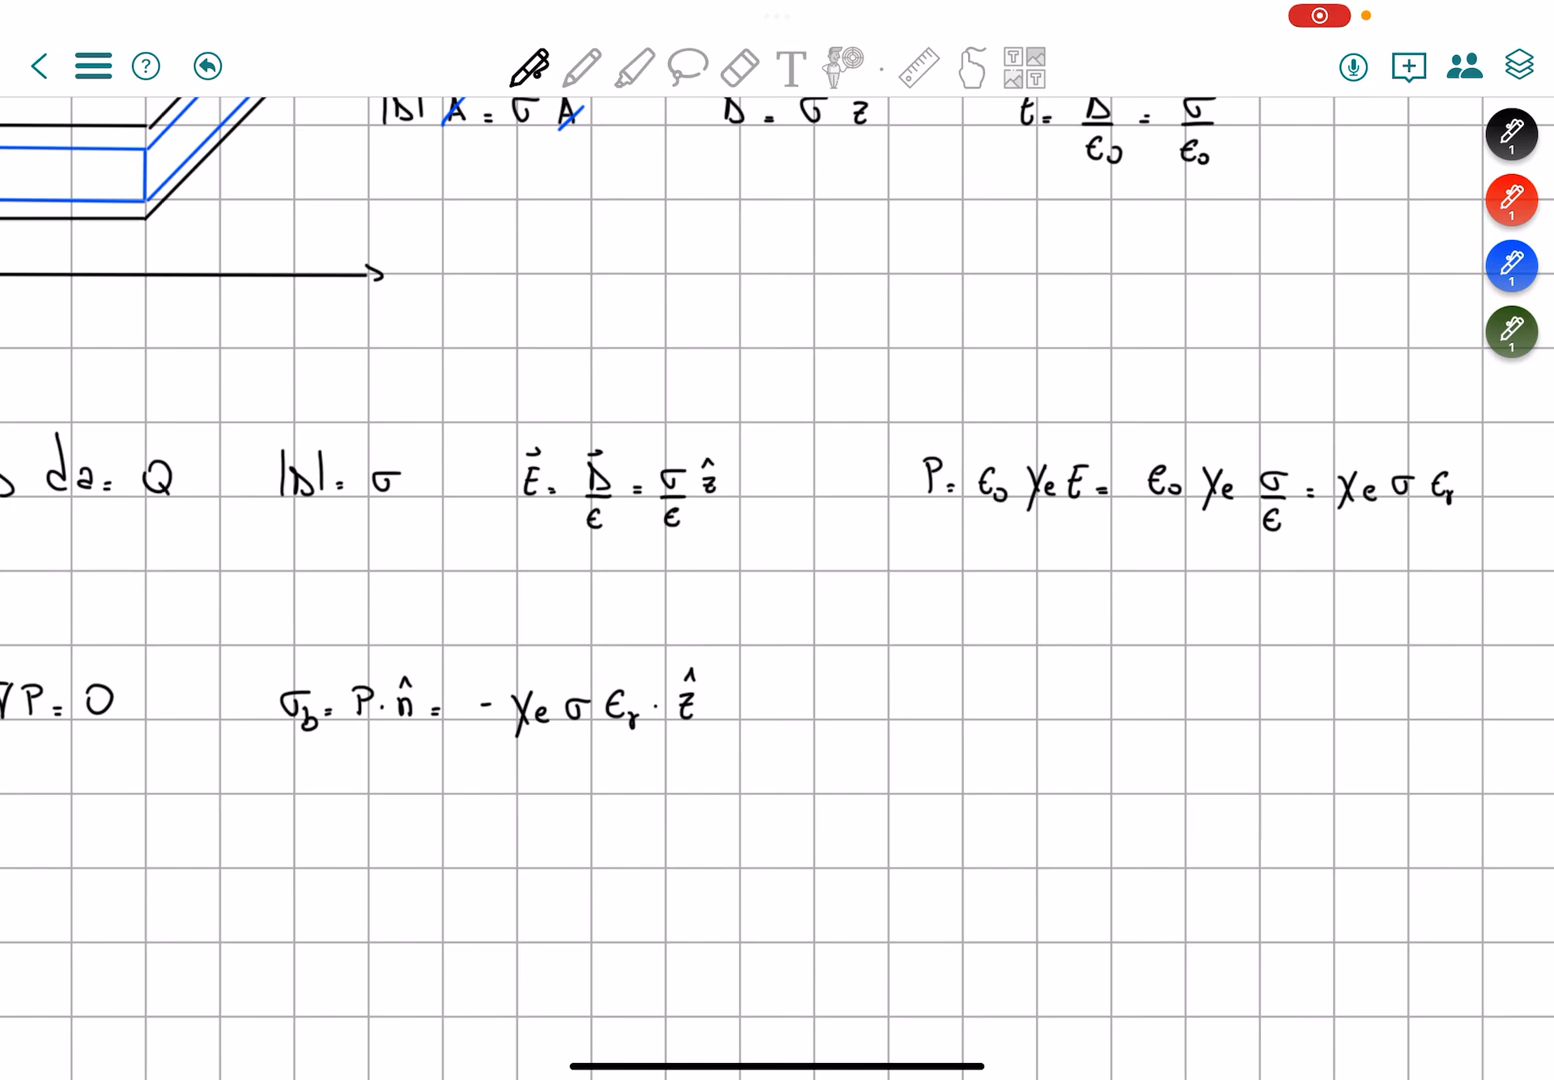 |D| A = σ A D = σ z E = D/ε₀ = σ/ε₀
da = Q |D| = σ E⃗ = D⃗/ε = σ/ε ẑ P = ε₀ χe E = ε₀ χe σ/ε = χe σ εr
∇P = 0 σb = P · n̂ = - χe σ εr · ẑ